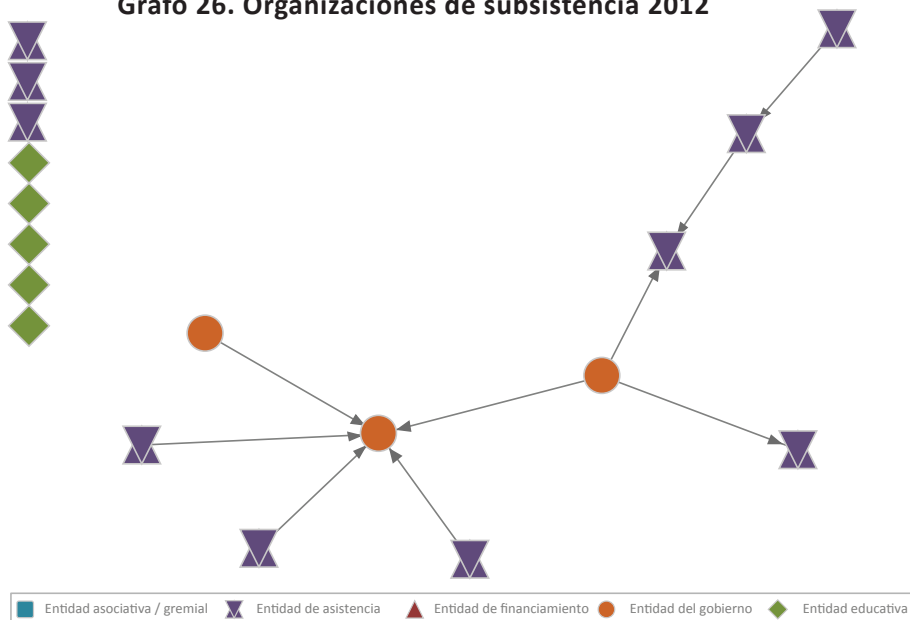 Grafo 26. Organizaciones de subsistencia 2012
Entidad asociativa / gremial Entidad de asistencia Entidad de financiamiento Entidad del gobierno Entidad educativa